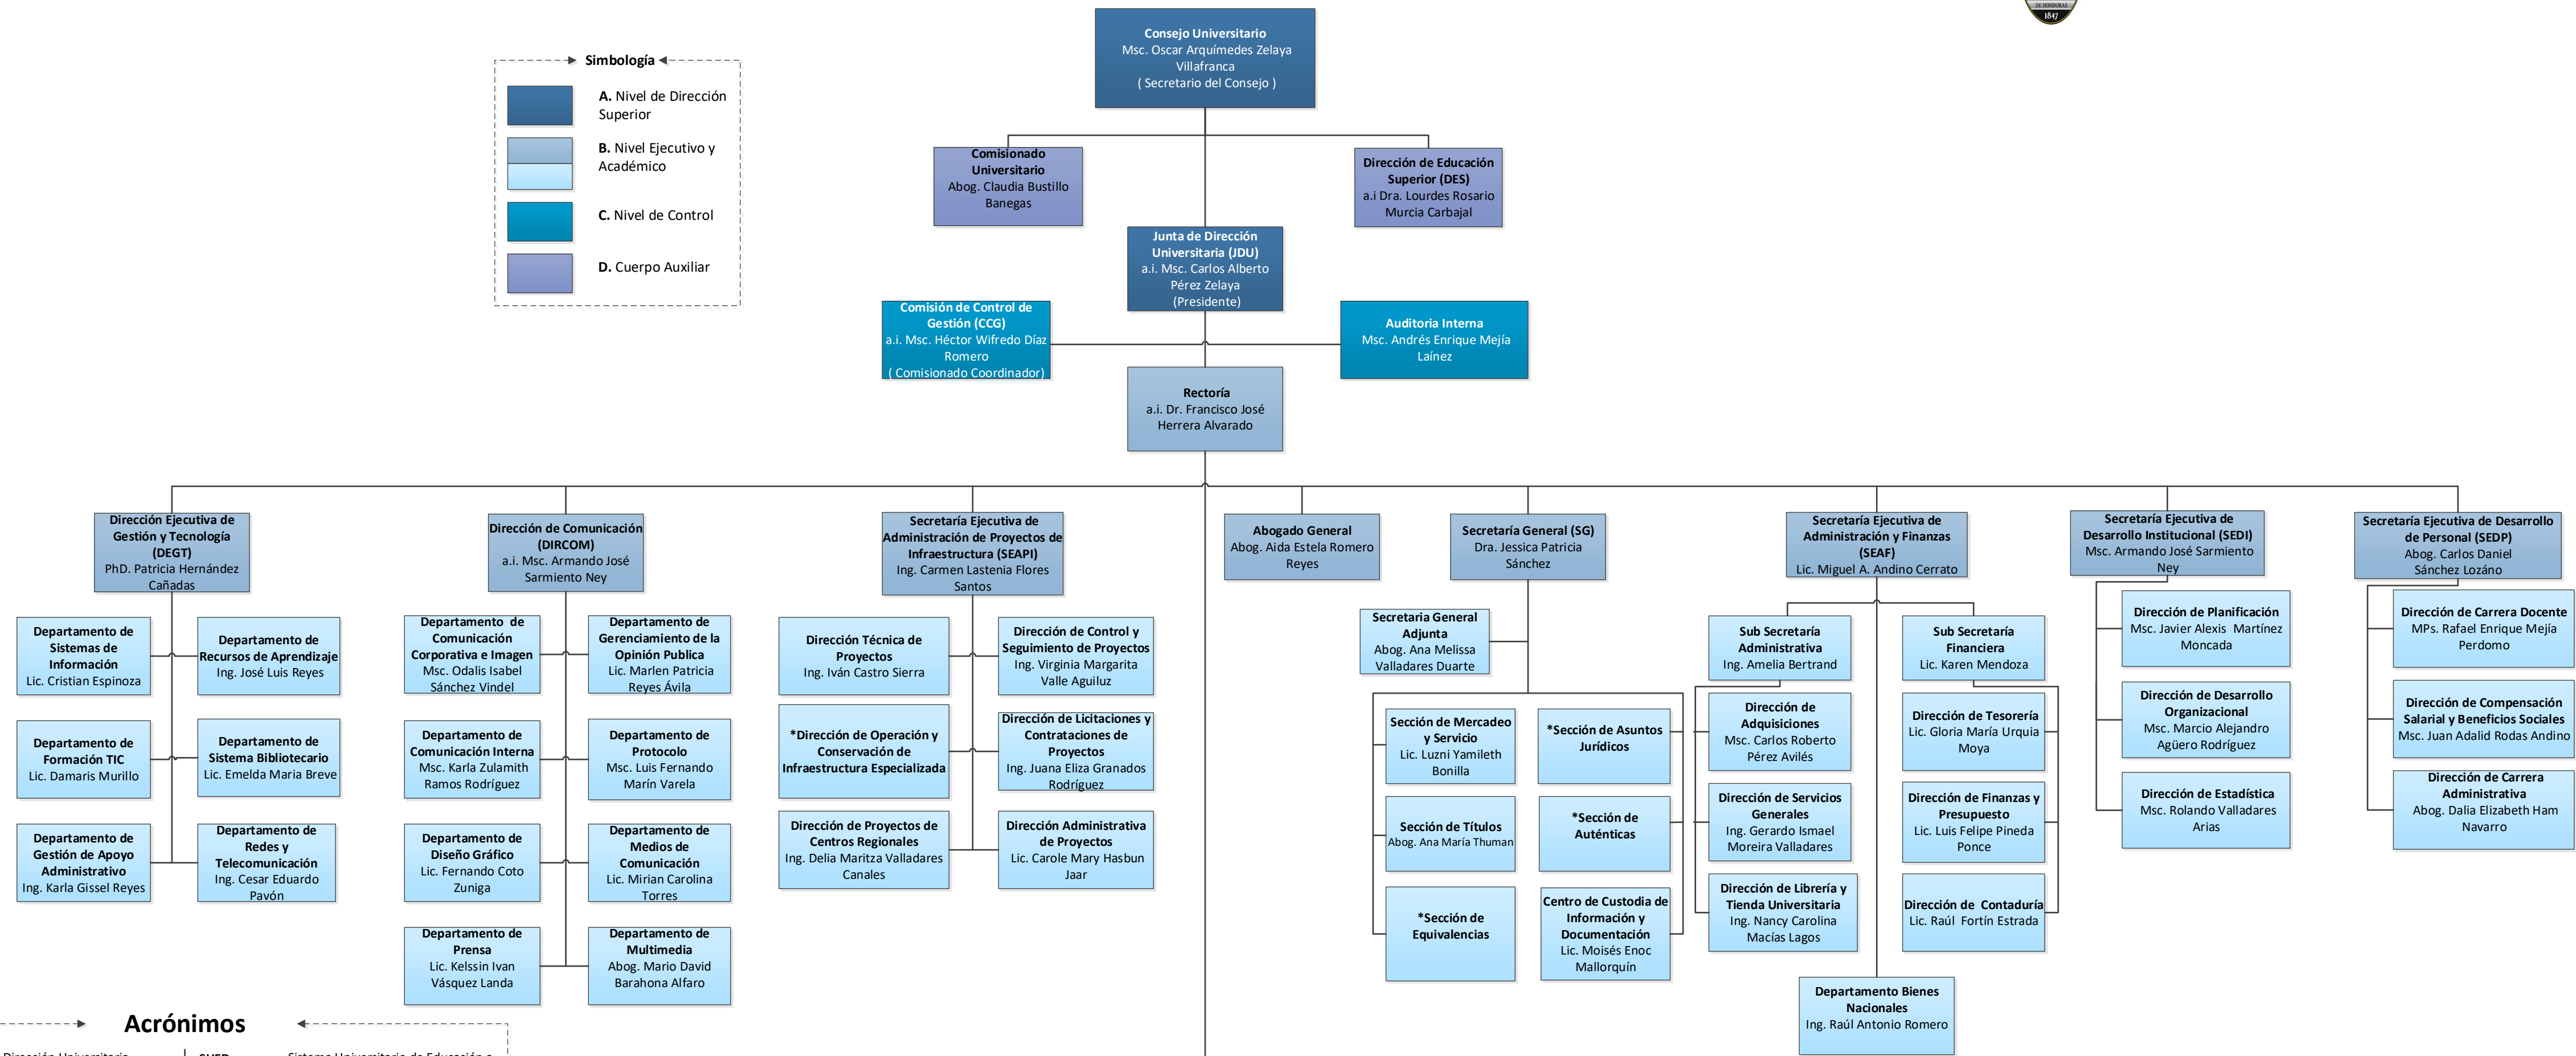 DE HONDURAS
1847
Consejo Universitario
Msc. Oscar Arquímedes Zelaya
Villafranca
( Secretario del Consejo )
Simbología
A. Nivel de Dirección
Superior
B. Nivel Ejecutivo y
Académico
C. Nivel de Control
D. Cuerpo Auxiliar
Comisionado
Universitario
Abog. Claudia Bustillo
Banegas
Dirección de Educación
Superior (DES)
a.i Dra. Lourdes Rosario
Murcia Carbajal
Junta de Dirección
Universitaria (JDU)
a.i. Msc. Carlos Alberto
Pérez Zelaya
(Presidente)
Comisión de Control de
Gestión (CCG)
a.i. Msc. Héctor Wifredo Díaz
Romero
( Comisionado Coordinador)
Auditoria Interna
Msc. Andrés Enrique Mejía
Laínez
Rectoría
a.i. Dr. Francisco José
Herrera Alvarado
Dirección Ejecutiva de
Gestión y Tecnología
(DEGT)
PhD. Patricia Hernández
Cañadas
Dirección de Comunicación
(DIRCOM)
a.i. Msc. Armando José
Sarmiento Ney
Secretaría Ejecutiva de
Administración de Proyectos de
Infraestructura (SEAPI)
Ing. Carmen Lastenia Flores
Santos
Abogado General
Abog. Aida Estela Romero
Reyes
Secretaría General (SG)
Dra. Jessica Patricia
Sánchez
Secretaría Ejecutiva de
Administración y Finanzas
(SEAF)
Lic. Miguel A. Andino Cerrato
Secretaría Ejecutiva de
Desarrollo Institucional (SEDI)
Msc. Armando José Sarmiento
Ney
Secretaría Ejecutiva de Desarrollo
de Personal (SEDP)
Abog. Carlos Daniel
Sánchez Lozáno
Departamento de
Sistemas de
Información
Lic. Cristian Espinoza
Departamento de
Recursos de Aprendizaje
Ing. José Luis Reyes
Departamento de
Formación TIC
Lic. Damaris Murillo
Departamento de
Sistema Bibliotecario
Lic. Emelda Maria Breve
Departamento de
Gestión de Apoyo
Administrativo
Ing. Karla Gissel Reyes
Departamento de
Redes y
Telecomunicación
Ing. Cesar Eduardo
Pavón
Departamento de
Comunicación
Corporativa e Imagen
Msc. Odalis Isabel
Sánchez Vindel
Departamento de
Gerenciamiento de la
Opinión Publica
Lic. Marlen Patricia
Reyes Ávila
Departamento de
Comunicación Interna
Msc. Karla Zulamith
Ramos Rodríguez
Departamento de
Protocolo
Msc. Luis Fernando
Marín Varela
Departamento de
Diseño Gráfico
Lic. Fernando Coto
Zuniga
Departamento de
Medios de
Comunicación
Lic. Mirian Carolina
Torres
Departamento de
Prensa
Lic. Kelssin Ivan
Vásquez Landa
Departamento de
Multimedia
Abog. Mario David
Barahona Alfaro
Dirección Técnica de
Proyectos
Ing. Iván Castro Sierra
Dirección de Control y
Seguimiento de Proyectos
Ing. Virginia Margarita
Valle Aguiluz
*Dirección de Operación y
Conservación de
Infraestructura Especializada
Dirección de Licitaciones y
Contrataciones de
Proyectos
Ing. Juana Eliza Granados
Rodríguez
Dirección de Proyectos de
Centros Regionales
Ing. Delia Maritza Valladares
Canales
Dirección Administrativa
de Proyectos
Lic. Carole Mary Hasbun
Jaar
Secretaria General
Adjunta
Abog. Ana Melissa
Valladares Duarte
Sección de Mercadeo
y Servicio
Lic. Luzni Yamileth
Bonilla
*Sección de Asuntos
Jurídicos
Sección de Títulos
Abog. Ana María Thuman
*Sección de
Auténticas
*Sección de
Equivalencias
Centro de Custodia de
Información y
Documentación
Lic. Moisés Enoc
Mallorquín
Sub Secretaría
Administrativa
Ing. Amelia Bertrand
Sub Secretaría
Financiera
Lic. Karen Mendoza
Dirección de
Adquisiciones
Msc. Carlos Roberto
Pérez Avilés
Dirección de Tesorería
Lic. Gloria María Urquia
Moya
Dirección de Servicios
Generales
Ing. Gerardo Ismael
Moreira Valladares
Dirección de Finanzas y
Presupuesto
Lic. Luis Felipe Pineda
Ponce
Dirección de Librería y
Tienda Universitaria
Ing. Nancy Carolina
Macías Lagos
Dirección de Contaduría
Lic. Raúl Fortín Estrada
Departamento Bienes
Nacionales
Ing. Raúl Antonio Romero
Dirección de Planificación
Msc. Javier Alexis Martínez
Moncada
Dirección de Desarrollo
Organizacional
Msc. Marcio Alejandro
Agüero Rodríguez
Dirección de Estadística
Msc. Rolando Valladares
Arias
Dirección de Carrera Docente
MPs. Rafael Enrique Mejía
Perdomo
Dirección de Compensación
Salarial y Beneficios Sociales
Msc. Juan Adalid Rodas Andino
Dirección de Carrera
Administrativa
Abog. Dalia Elizabeth Ham
Navarro
Acrónimos
Dirección Universitaria
SUED
Sistema Universitario de Educación a